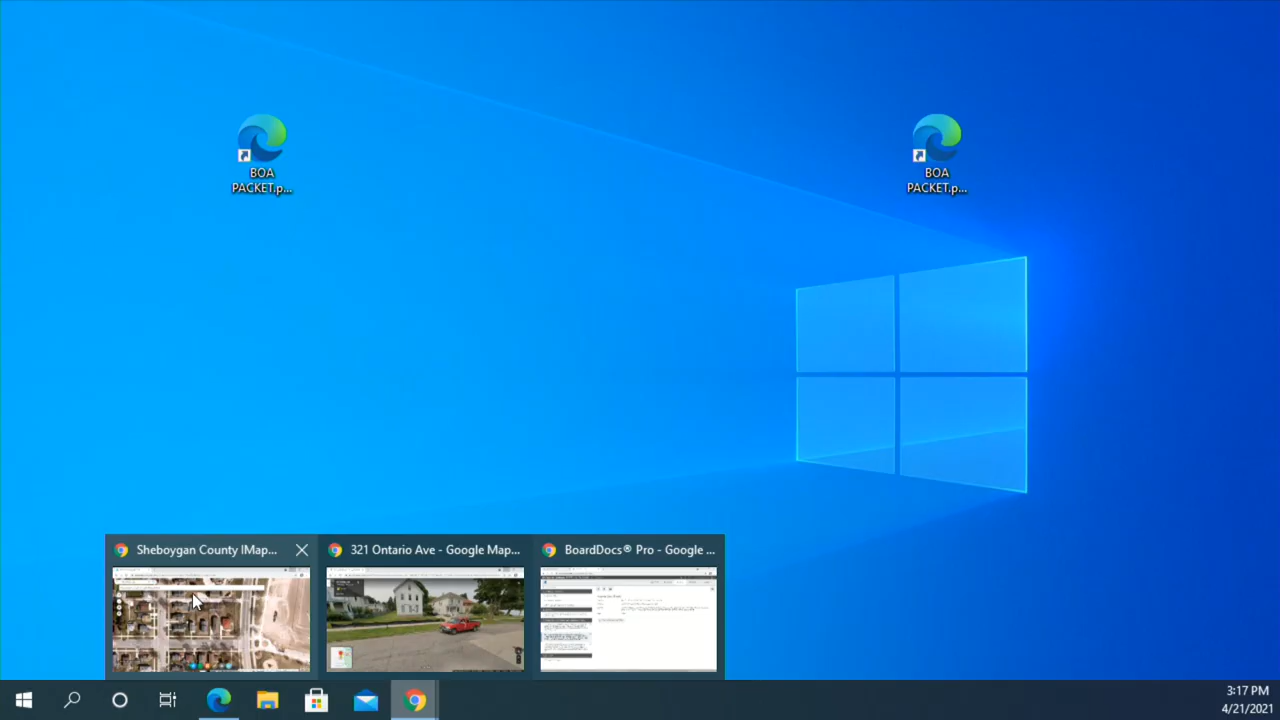 BOA
PACKET.p...
BOA
PACKET.p...
Sheboygan County IMap...
321 Ontario Ave - Google Map...
BoardDocs® Pro - Google ...
3:17 PM
4/21/2021